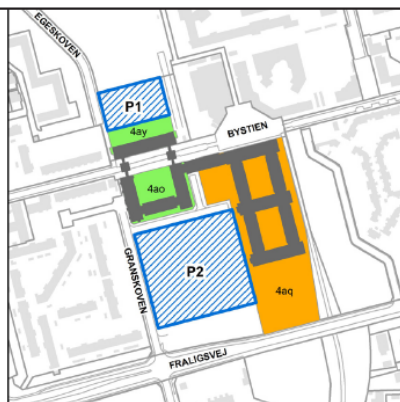 EGESKOVEN
P1
4ay
BYSTIEN
4ao
GRANSKOVEN
P2
4aq
FRALIGSVEJ